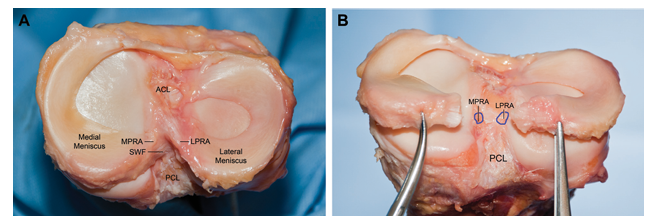 A
ACL
Medial
Meniscus
MPRA
SWF
LPRA
Lateral
Meniscus
PCL
B
MPRA
LPRA
PCL